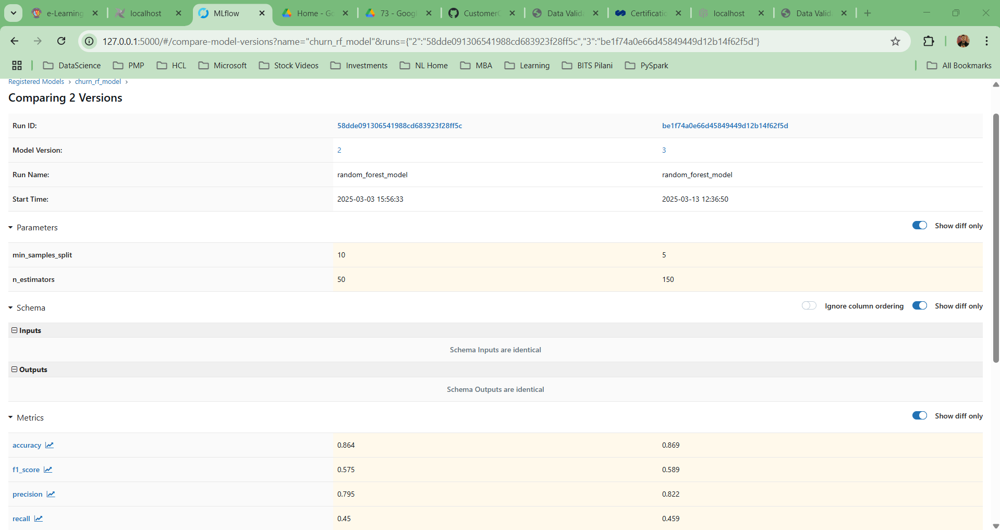 e-Learning localhost MLflow Home - Go 73 - Googl Customer Data Valid Certificatio localhost Data Valid
127.0.0.1:5000/#/compare-model-versions?name="churn_rf_model"&runs={"2":"58dde091306541988cd683923f28ff5c","3":"be1f74a0e66d45849449d12b14f62f5d"}
DataScience PMP HCL Microsoft Stock Videos Investments NL Home MBA Learning BITS Pilani PySpark All Bookmarks
Registered Models › churn_rf_model ›
Comparing 2 Versions
Run ID: 58dde091306541988cd683923f28ff5c be1f74a0e66d45849449d12b14f62f5d
Model Version: 2 3
Run Name: random_forest_model random_forest_model
Start Time: 2025-03-03 15:56:33 2025-03-13 12:36:50
Parameters Show diff only
min_samples_split 10 5
n_estimators 50 150
Schema Ignore column ordering Show diff only
Inputs
Schema Inputs are identical
Outputs
Schema Outputs are identical
Metrics Show diff only
accuracy 0.864 0.869
f1_score 0.575 0.589
precision 0.795 0.822
recall 0.45 0.459